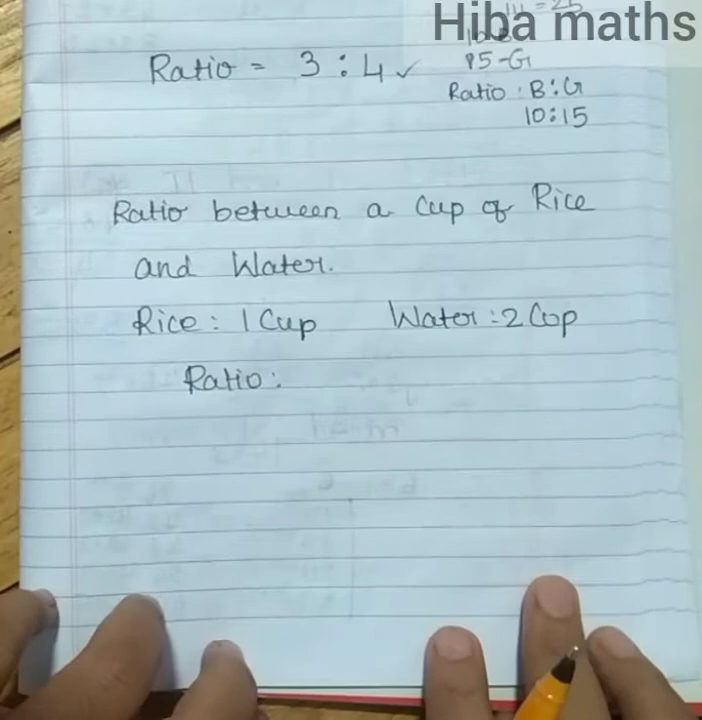 Hiba maths
= 25
Ratio = 3 : 4 ✓
15-G
Ratio : B:G
10:15
Ratio between a cup of Rice
and Water.
Rice : 1 Cup Water : 2 Cup
Ratio :